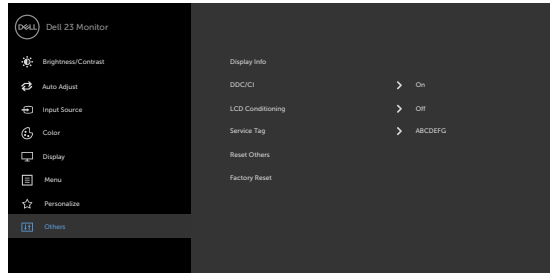 DELL Dell 23 Monitor
Brightness/Contrast
Auto Adjust
Input Source
Color
Display
Menu
Personalize
Others
Display Info
DDC/CI On
LCD Conditioning Off
Service Tag ABCDEFG
Reset Others
Factory Reset